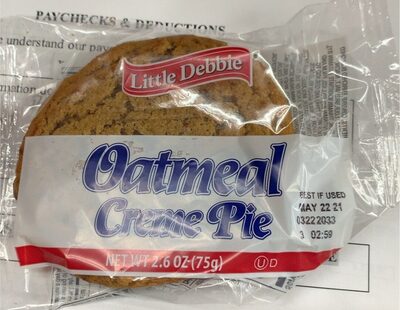 PAYCHECKS & DEDUCTIONS
understand our pay
Little Debbie
Oatmeal
Creme Pie
BEST IF USED
MAY 22 21
03222033
3 02:59
NET WT 2.6 OZ (75g)
U D